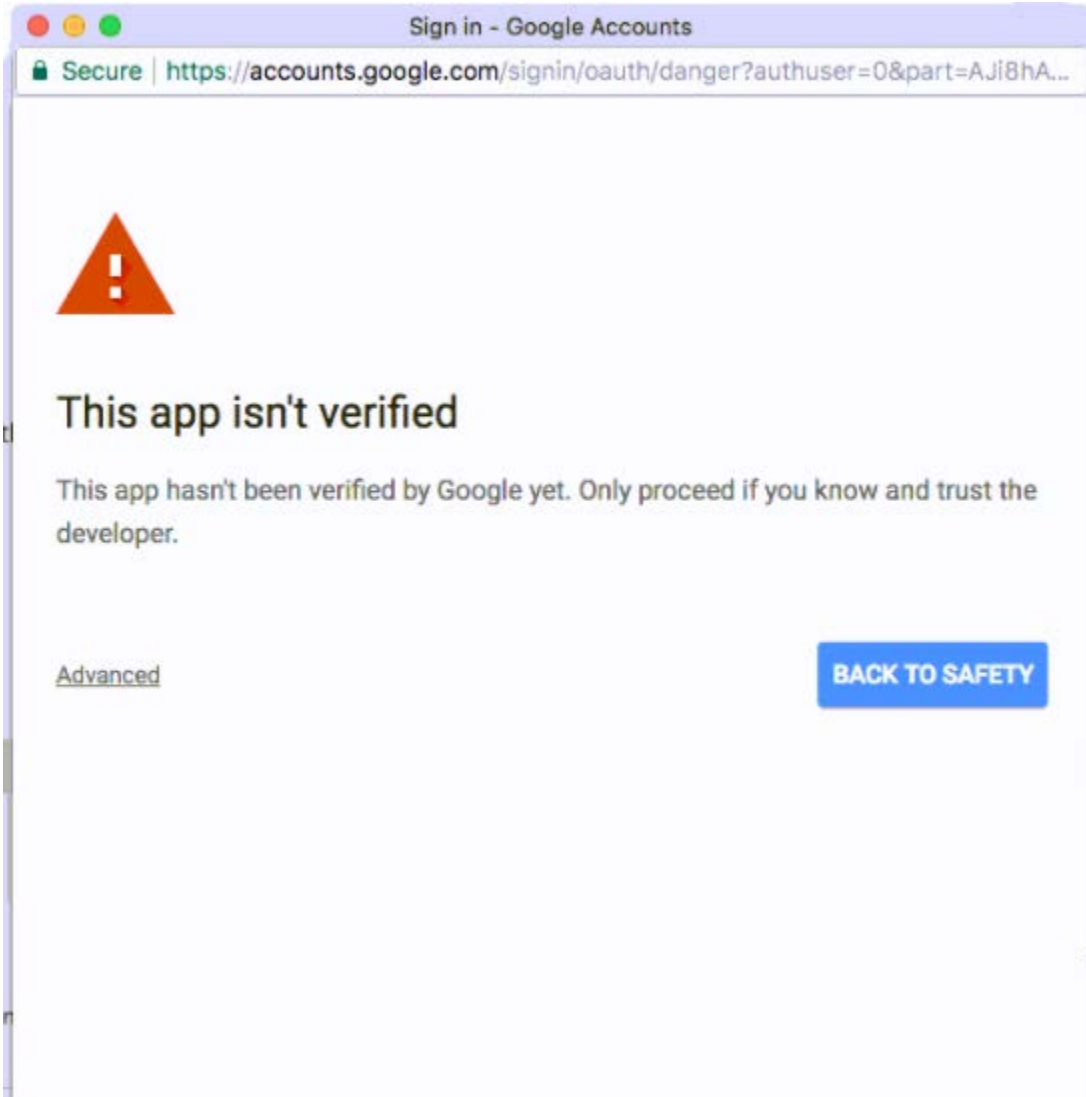 Sign in - Google Accounts
Secure | https://accounts.google.com/signin/oauth/danger?authuser=0&part=AJi8hA...
!
This app isn't verified
This app hasn't been verified by Google yet. Only proceed if you know and trust the
developer.
Advanced
BACK TO SAFETY